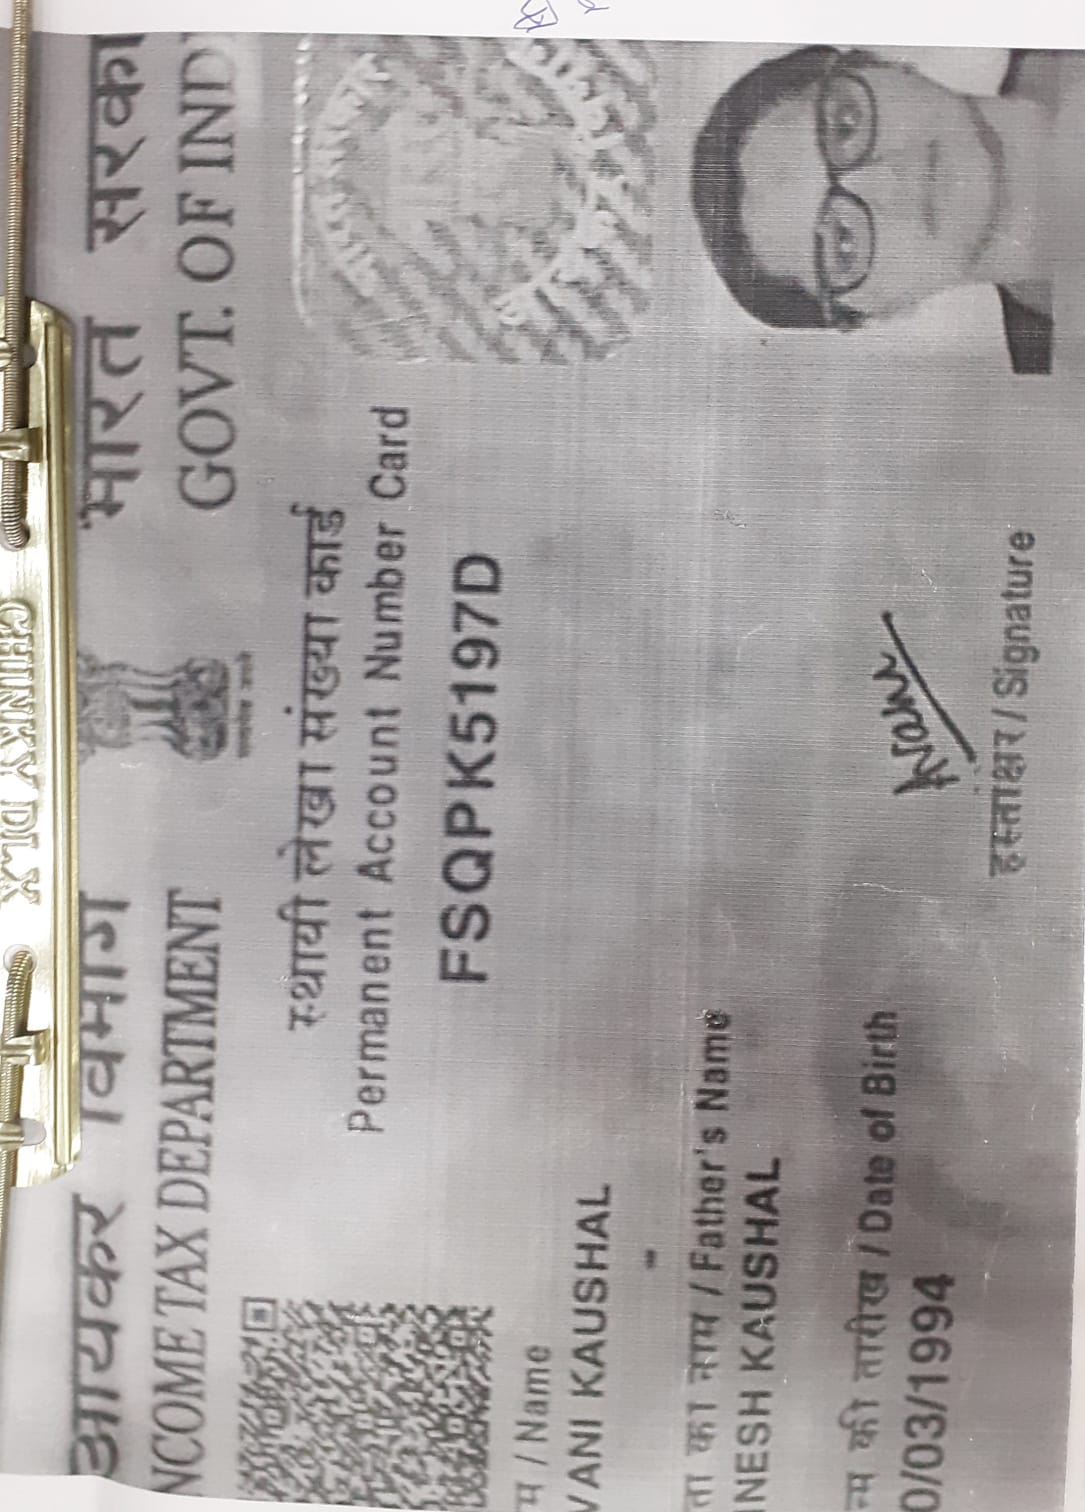 आयकर विभाग
NCOME TAX DEPARTMENT
भारत सरका
GOVT. OF IND
स्थायी लेखा संख्या कार्ड
Permanent Account Number Card
FSQPK5197D
म / Name
VANI KAUSHAL
ता का नाम / Father's Name
INESH KAUSHAL
न्म की तारीख / Date of Birth
0/03/1994
हस्ताक्षर / Signature
CHINKY DLX